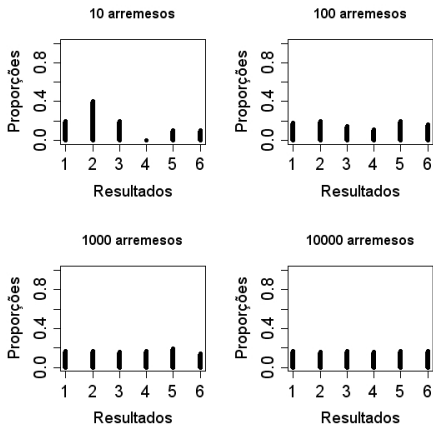 10 arremesos
Proporções
0.0 0.4 0.8
1 2 3 4 5 6
Resultados
100 arremesos
Proporções
0.0 0.4 0.8
1 2 3 4 5 6
Resultados
1000 arremesos
Proporções
0.0 0.4 0.8
1 2 3 4 5 6
Resultados
10000 arremesos
Proporções
0.0 0.4 0.8
1 2 3 4 5 6
Resultados